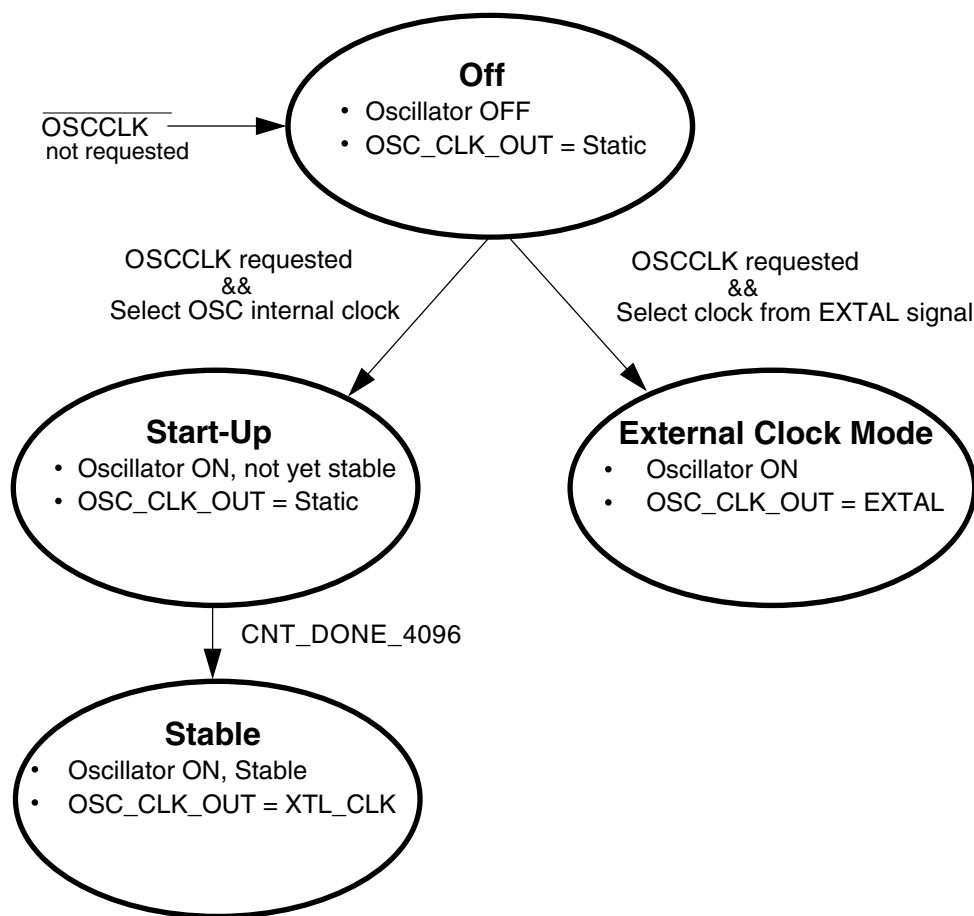 Off
• Oscillator OFF
• OSC_CLK_OUT = Static
OSCCLK
not requested
OSCCLK requested
&&
Select OSC internal clock
OSCCLK requested
&&
Select clock from EXTAL signal
Start-Up
• Oscillator ON, not yet stable
• OSC_CLK_OUT = Static
External Clock Mode
• Oscillator ON
• OSC_CLK_OUT = EXTAL
CNT_DONE_4096
Stable
• Oscillator ON, Stable
• OSC_CLK_OUT = XTL_CLK